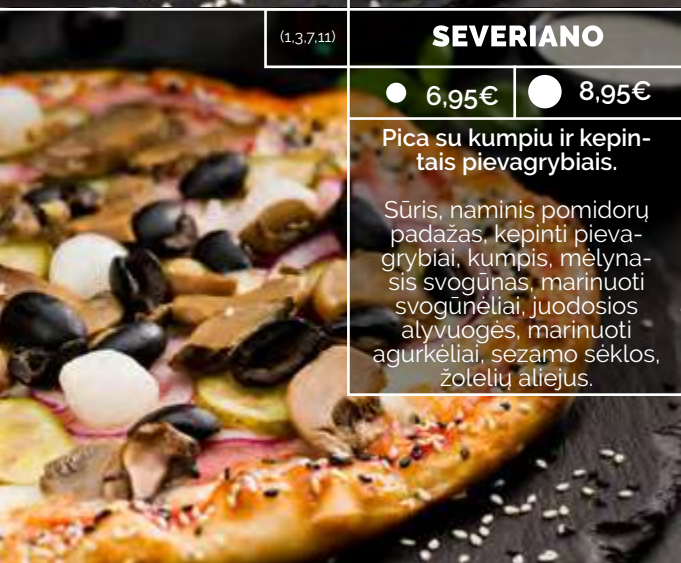 (1,3,7,11)
SEVERIANO
6,95€
8,95€
Pica su kumpiu ir kepin-
tais pievagrybiais.
Sūris, naminis pomidorų
padažas, kepinti pieva-
grybiai, kumpis, mėlyna-
sis svogūnas, marinuoti
svogūnėliai, juodosios
alyvuogės, marinuoti
agurkėliai, sezamo sėklos,
žolelių aliejus.